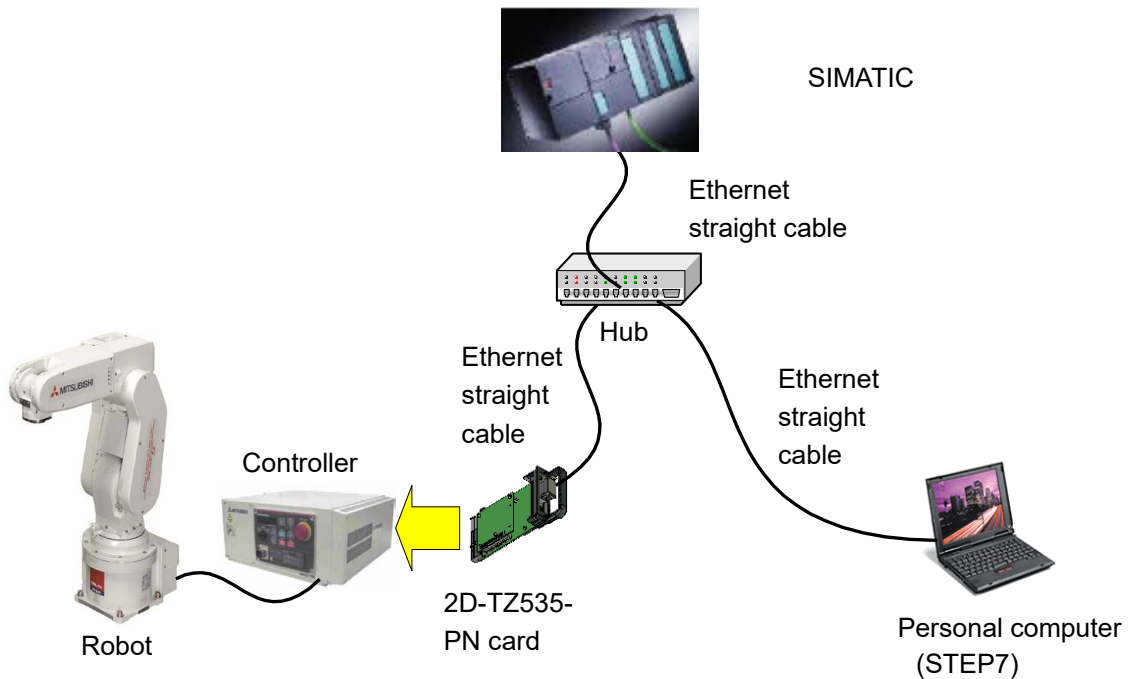 SIMATIC
Ethernet
straight cable
Hub
Ethernet
straight
cable
Ethernet
straight
cable
MITSUBISHI
Controller
2D-TZ535-
PN card
Robot
Personal computer
(STEP7)